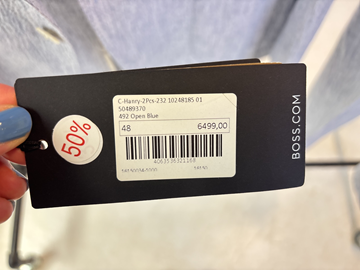 C-Hanry-2Pcs-232 10248185 01
50489370
492 Open Blue
48 6499,00
50%
BOSS.COM